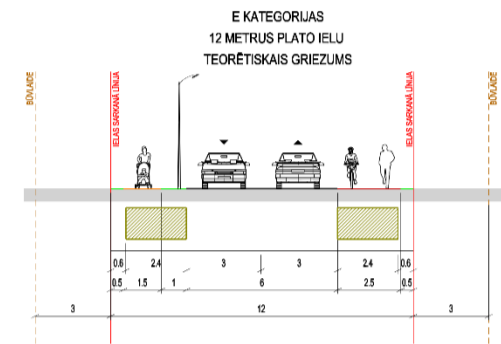 E KATEGORIJAS
12 METRUS PLATO IELU
TEORĒTISKAIS GRIEZUMS
BŪVLAIDE
IELAS SARKANĀ LĪNIJA
IELAS SARKANĀ LĪNIJA
BŪVLAIDE
0.6 2.4 3 3 2.4 0.6
0.5 1.5 1 6 2.5 0.5
3 12 3